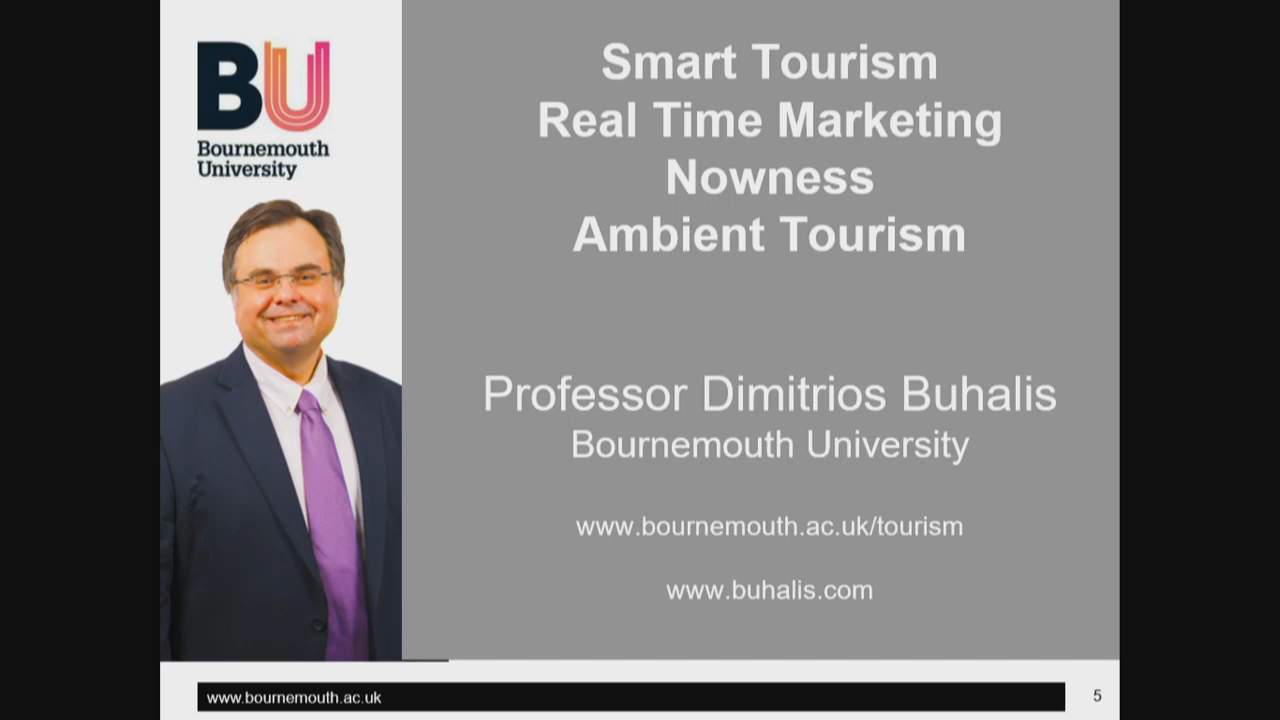 BU
Bournemouth
University
Smart Tourism
Real Time Marketing
Nowness
Ambient Tourism
Professor Dimitrios Buhalis
Bournemouth University
www.bournemouth.ac.uk/tourism
www.buhalis.com
www.bournemouth.ac.uk
5